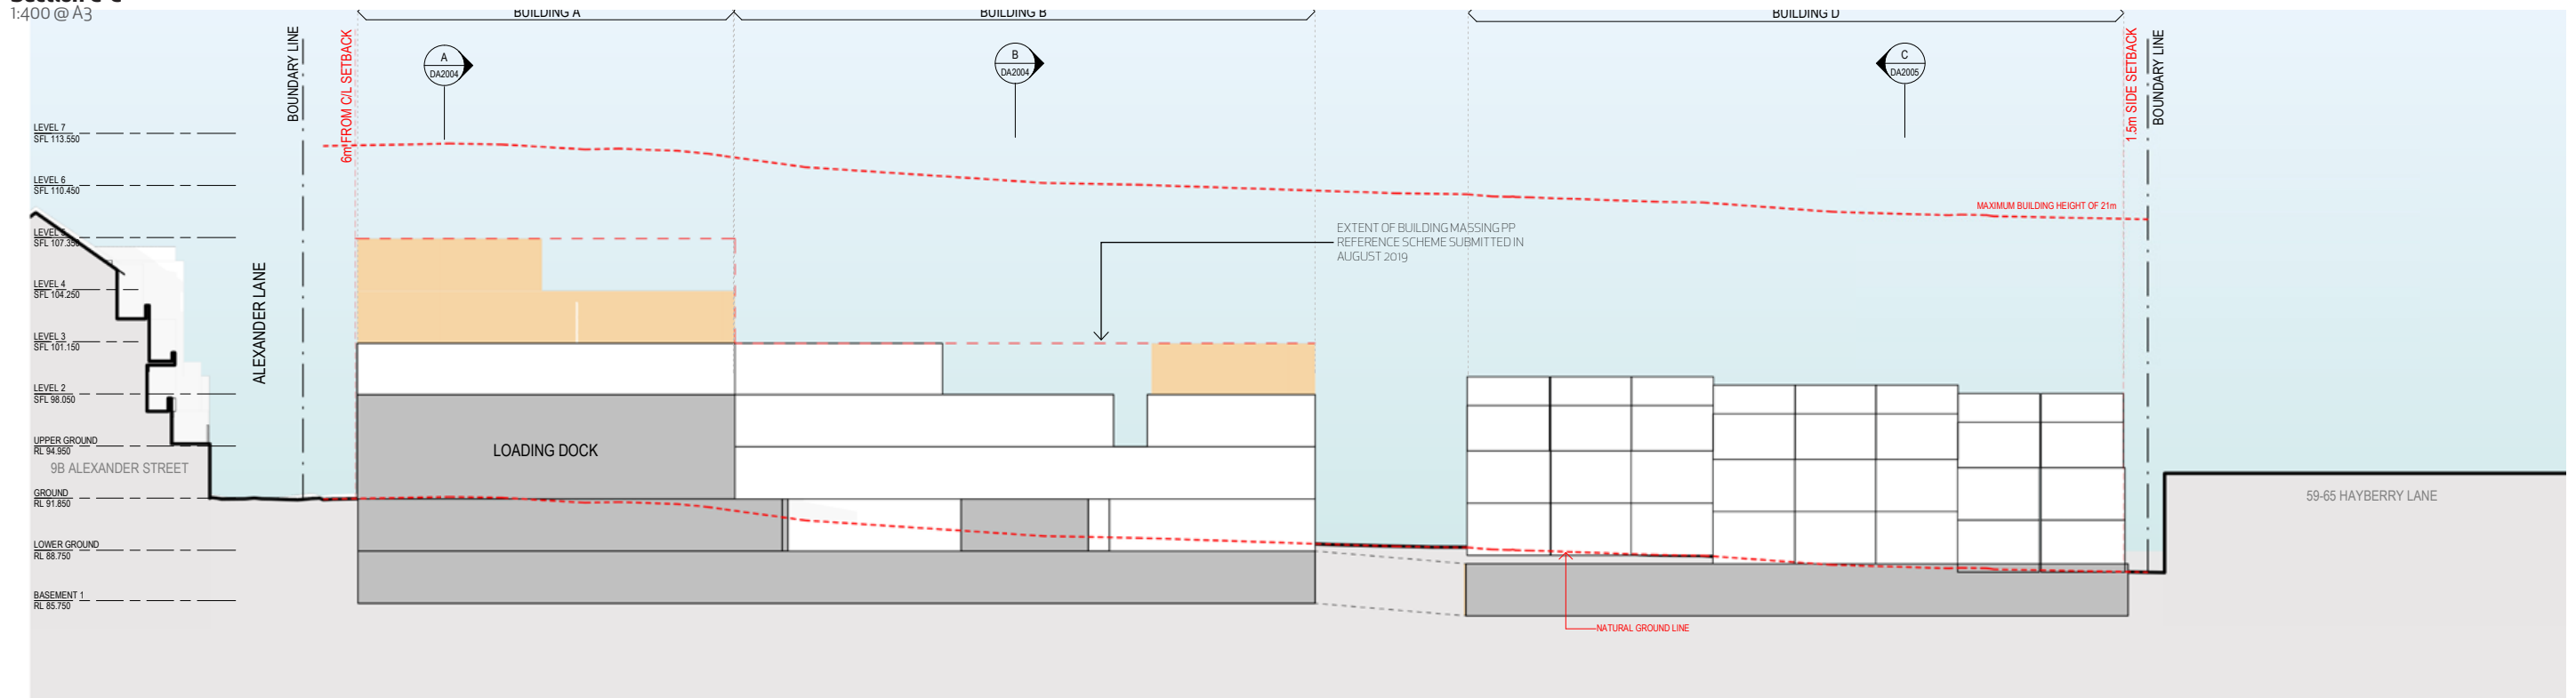 Section C-C
1:400 @ A3
BUILDING A
BUILDING B
BUILDING D
BOUNDARY LINE
6m FROM C/L SETBACK
A
DA2004
B
DA2004
C
DA2005
1.5m SIDE SETBACK
BOUNDARY LINE
LEVEL 7
SFL 113.550
LEVEL 6
SFL 110.450
MAXIMUM BUILDING HEIGHT OF 21m
LEVEL 5
SFL 107.350
EXTENT OF BUILDING MASSING PP
REFERENCE SCHEME SUBMITTED IN
AUGUST 2019
LEVEL 4
SFL 104.250
ALEXANDER LANE
LEVEL 3
SFL 101.150
LEVEL 2
SFL 98.050
UPPER GROUND
RL 94.950
LOADING DOCK
9B ALEXANDER STREET
GROUND
RL 91.850
59-65 HAYBERRY LANE
LOWER GROUND
RL 88.750
BASEMENT 1
RL 85.750
NATURAL GROUND LINE